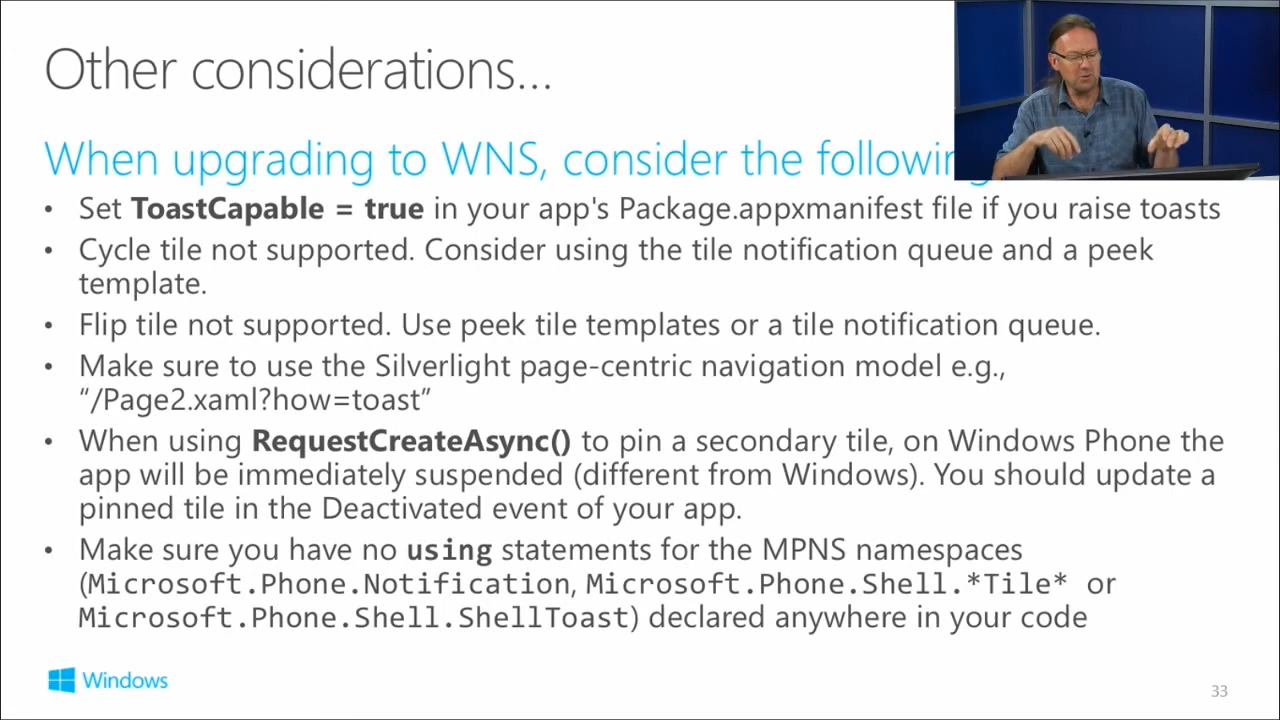 Other considerations...
When upgrading to WNS, consider the following
• Set ToastCapable = true in your app's Package.appxmanifest file if you raise toasts
• Cycle tile not supported. Consider using the tile notification queue and a peek
template.
• Flip tile not supported. Use peek tile templates or a tile notification queue.
• Make sure to use the Silverlight page-centric navigation model e.g.,
“/Page2.xaml?how=toast”
• When using RequestCreateAsync() to pin a secondary tile, on Windows Phone the
app will be immediately suspended (different from Windows). You should update a
pinned tile in the Deactivated event of your app.
• Make sure you have no using statements for the MPNS namespaces
(Microsoft.Phone.Notification, Microsoft.Phone.Shell.*Tile* or
Microsoft.Phone.Shell.ShellToast) declared anywhere in your code
Windows
33